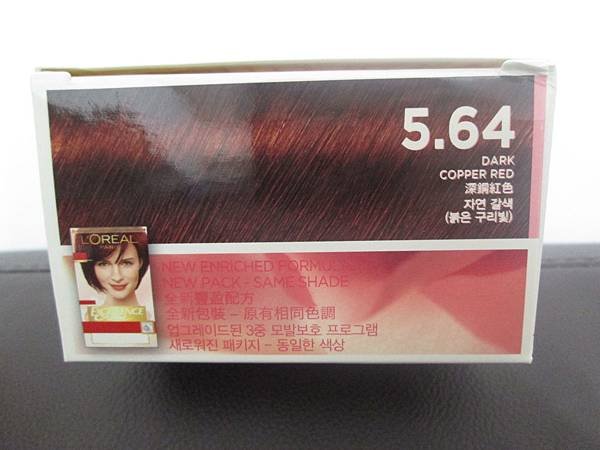 5.64
DARK
COPPER RED
深銅紅色
자연 갈색
(붉은 구리빛)
L'ORÉAL
PARIS
EXCELLENCE
NEW ENRICHED FORMULA
NEW PACK - SAME SHADE
全新豐盈配方
全新包裝 – 原有相同色調
업그레이드된 3중 모발보호 프로그램
새로워진 패키지 – 동일한 색상